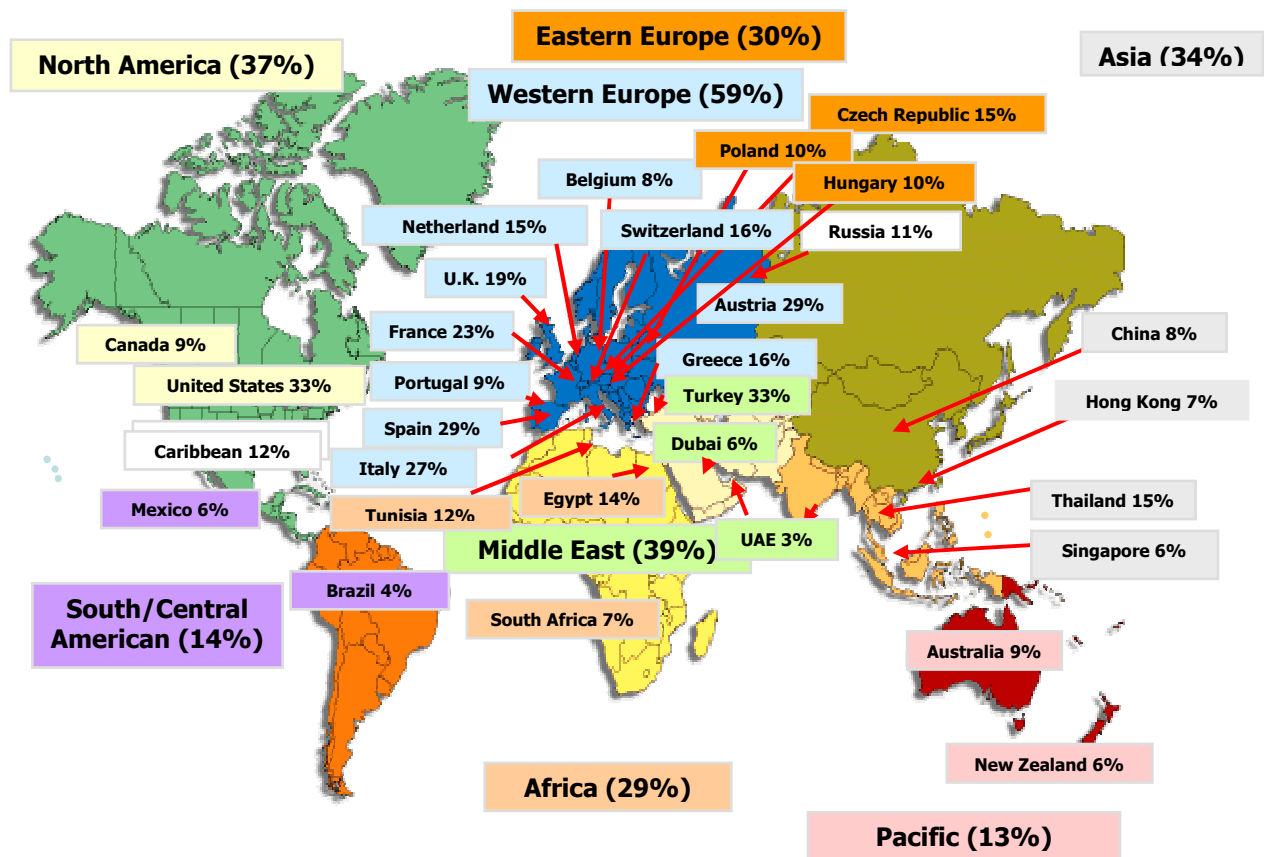 Eastern Europe (30%)
North America (37%)
Asia (34%)
Western Europe (59%)
Czech Republic 15%
Poland 10%
Belgium 8%
Hungary 10%
Netherland 15%
Switzerland 16%
Russia 11%
U.K. 19%
Austria 29%
France 23%
China 8%
Canada 9%
Greece 16%
United States 33%
Portugal 9%
Turkey 33%
Hong Kong 7%
Spain 29%
Dubai 6%
Caribbean 12%
Italy 27%
Egypt 14%
Thailand 15%
Mexico 6%
Tunisia 12%
UAE 3%
Middle East (39%)
Singapore 6%
Brazil 4%
South/Central
American (14%)
South Africa 7%
Australia 9%
New Zealand 6%
Africa (29%)
Pacific (13%)